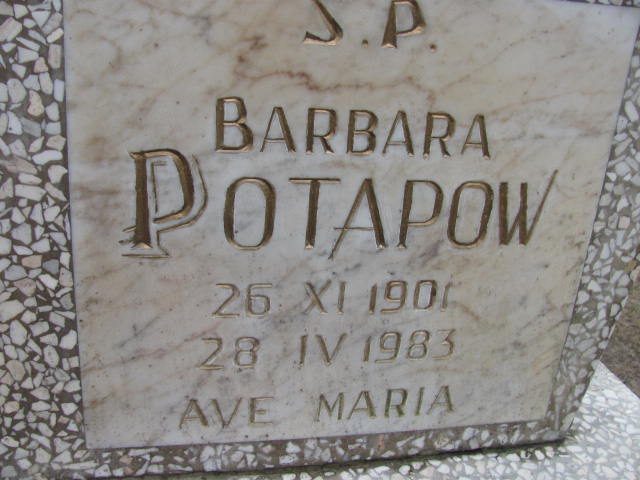 Ś.P.
BARBARA
POTAPOW
26 XI 1901
28 IV 1983
AVE MARIA